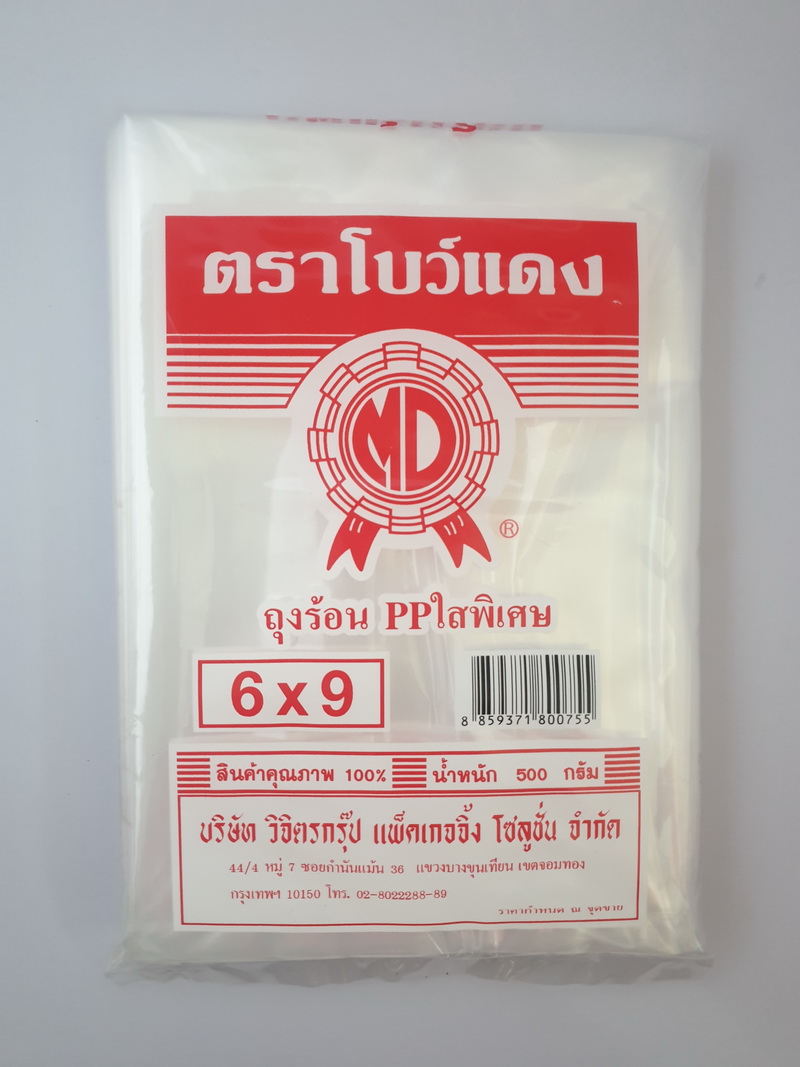 ตราโบว์แดง
MD
®
ถุงร้อน PPใสพิเศษ
6 x 9
8 859371 800755
สินค้าคุณภาพ 100%
น้ำหนัก 500 กรัม
บริษัท วิจิตรกรุ๊ป แพ็คเกจจิ้ง โซลูชั่น จำกัด
44/4 หมู่ 7 ซอยกำนันแม้น 36 แขวงบางขุนเทียน เขตจอมทอง
กรุงเทพฯ 10150 โทร. 02-8022288-89
ราคากำหนด ณ จุดขาย